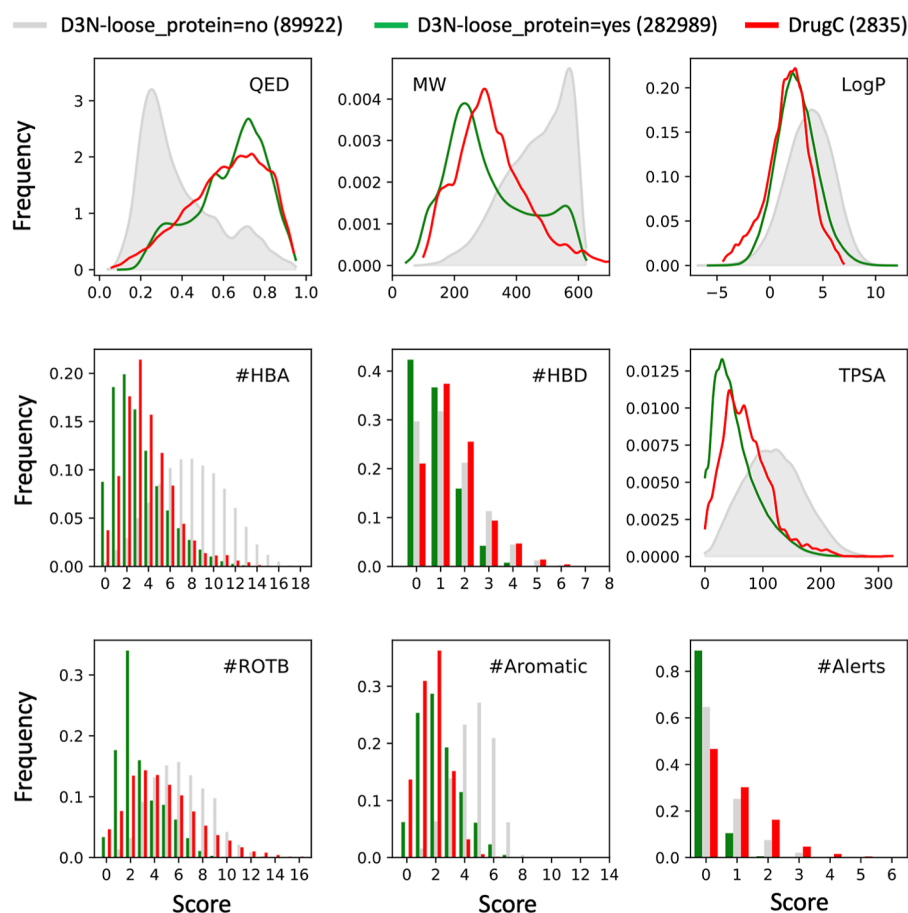 D3N-loose_protein=no (89922) D3N-loose_protein=yes (282989) DrugC (2835)
QED MW LogP
3 0.004 0.20
0.003 0.15
2 0.002 0.10
1 0.001 0.05
0 0.000 0.00
Frequency
0.0 0.2 0.4 0.6 0.8 1.0 0 200 400 600 −5 0 5 10
#HBA #HBD TPSA
0.20 0.4 0.0125
0.15 0.3 0.0100
0.10 0.2 0.0075
0.05 0.1 0.0050
0.00 0.0 0.0025
0.0000
Frequency
0 2 4 6 8 10 12 14 16 18 0 1 2 3 4 5 6 7 8 0 100 200 300
#ROTB #Aromatic #Alerts
0.3 0.3 0.8
0.2 0.2 0.6
0.1 0.1 0.4
0.0 0.0 0.2
0.0
Frequency
0 2 4 6 8 10 12 14 16 0 2 4 6 8 10 12 14 0 1 2 3 4 5 6
Score Score Score